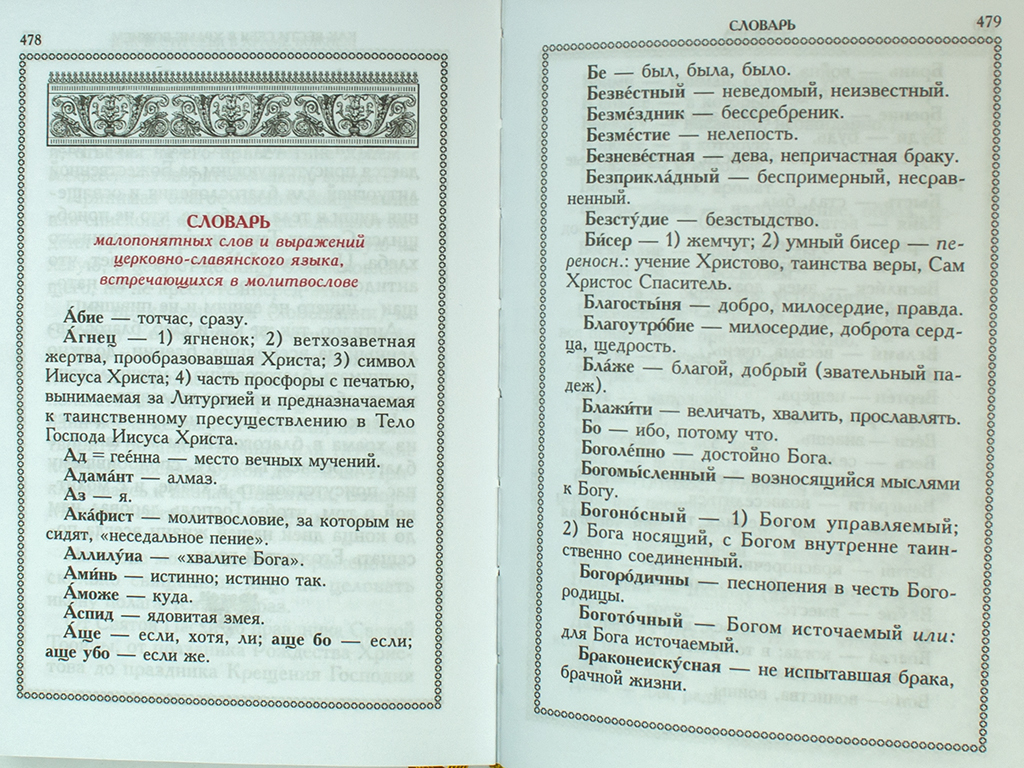 478
СЛОВАРЬ
малопонятных слов и выражений
церковно-славянского языка,
встречающихся в молитвослове
А́бие — тотчас, сразу.
А́гнец — 1) ягненок; 2) ветхозаветная
жертва, прообразовавшая Христа; 3) символ
Иисуса Христа; 4) часть просфоры с печатью,
вынимаемая за Литургией и предназначаемая
к таинственному пресуществлению в Тело
Господа Иисуса Христа.
Ад = гее́нна — место вечных мучений.
Адама́нт — алмаз.
Аз — я.
Ака́фист — молитвословие, за которым не
сидят, «неседальное пение».
Аллилу́иа — «хвалите Бога».
Ами́нь — истинно; истинно так.
А́може — куда.
А́спид — ядовитая змея.
А́ще — если, хотя, ли; аще бо — если;
аще у́бо — если же.
СЛОВАРЬ
479
Бе — был, была, было.
Безве́стный — неведомый, неизвестный.
Безме́здник — бессребреник.
Безме́стие — нелепость.
Безневе́стная — дева, непричастная браку.
Безприкла́дный — беспримерный, несрав-
ненный.
Безсту́дие — бесстыдство.
Би́сер — 1) жемчуг; 2) умный бисер — пе-
реносн.: учение Христово, таинства веры, Сам
Христос Спаситель.
Благосты́ня — добро, милосердие, правда.
Благоутро́бие — милосердие, доброта серд-
ца, щедрость.
Бла́же — благой, добрый (звательный па-
деж).
Блажи́ти — величать, хвалить, прославлять.
Бо — ибо, потому что.
Боголе́пно — достойно Бога.
Богомы́сленный — возносящийся мыслями
к Богу.
Богоно́сный — 1) Богом управляемый;
2) Бога носящий, с Богом внутренне таин-
ственно соединенный.
Богоро́дичны — песнопения в честь Бого-
родицы.
Богото́чный — Богом источаемый или:
для Бога источаемый.
Браконеиску́сная — не испытавшая брака,
брачной жизни.